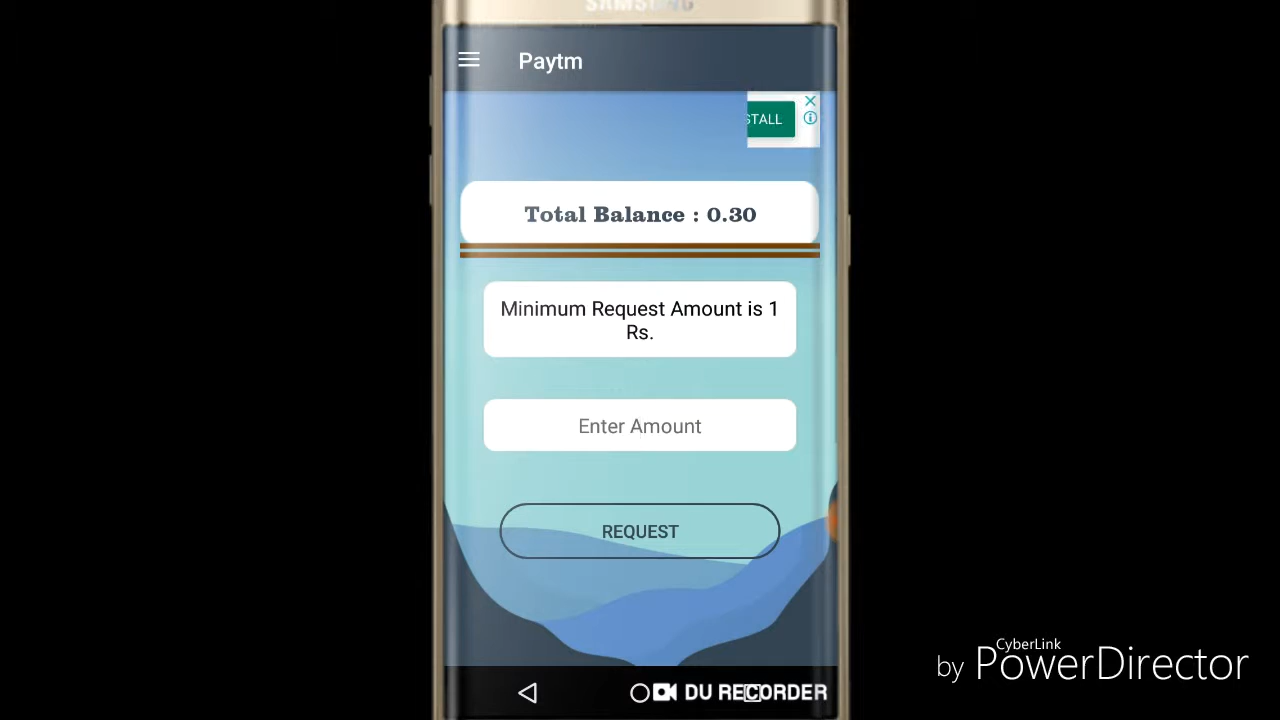 SAMSUNG
Paytm
STALL
Total Balance : 0.30
Minimum Request Amount is 1
Rs.
Enter Amount
REQUEST
DU RECORDER
CyberLink
by PowerDirector